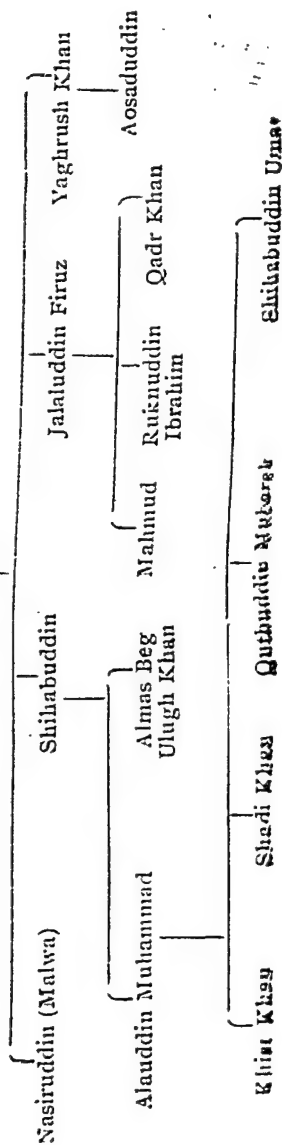 Nasiruddin (Malwa) Shihabuddin Jalaluddin Firuz Yaghrush Khan
Alauddin Muhammad Almas Beg Mahmud Ruknuddin Qadr Khan Aosaduddin
Ulugh Khan Ibrahim
Khizr Khan Shadi Khan Qutbuddin Mubarak Shihabuddin Umar